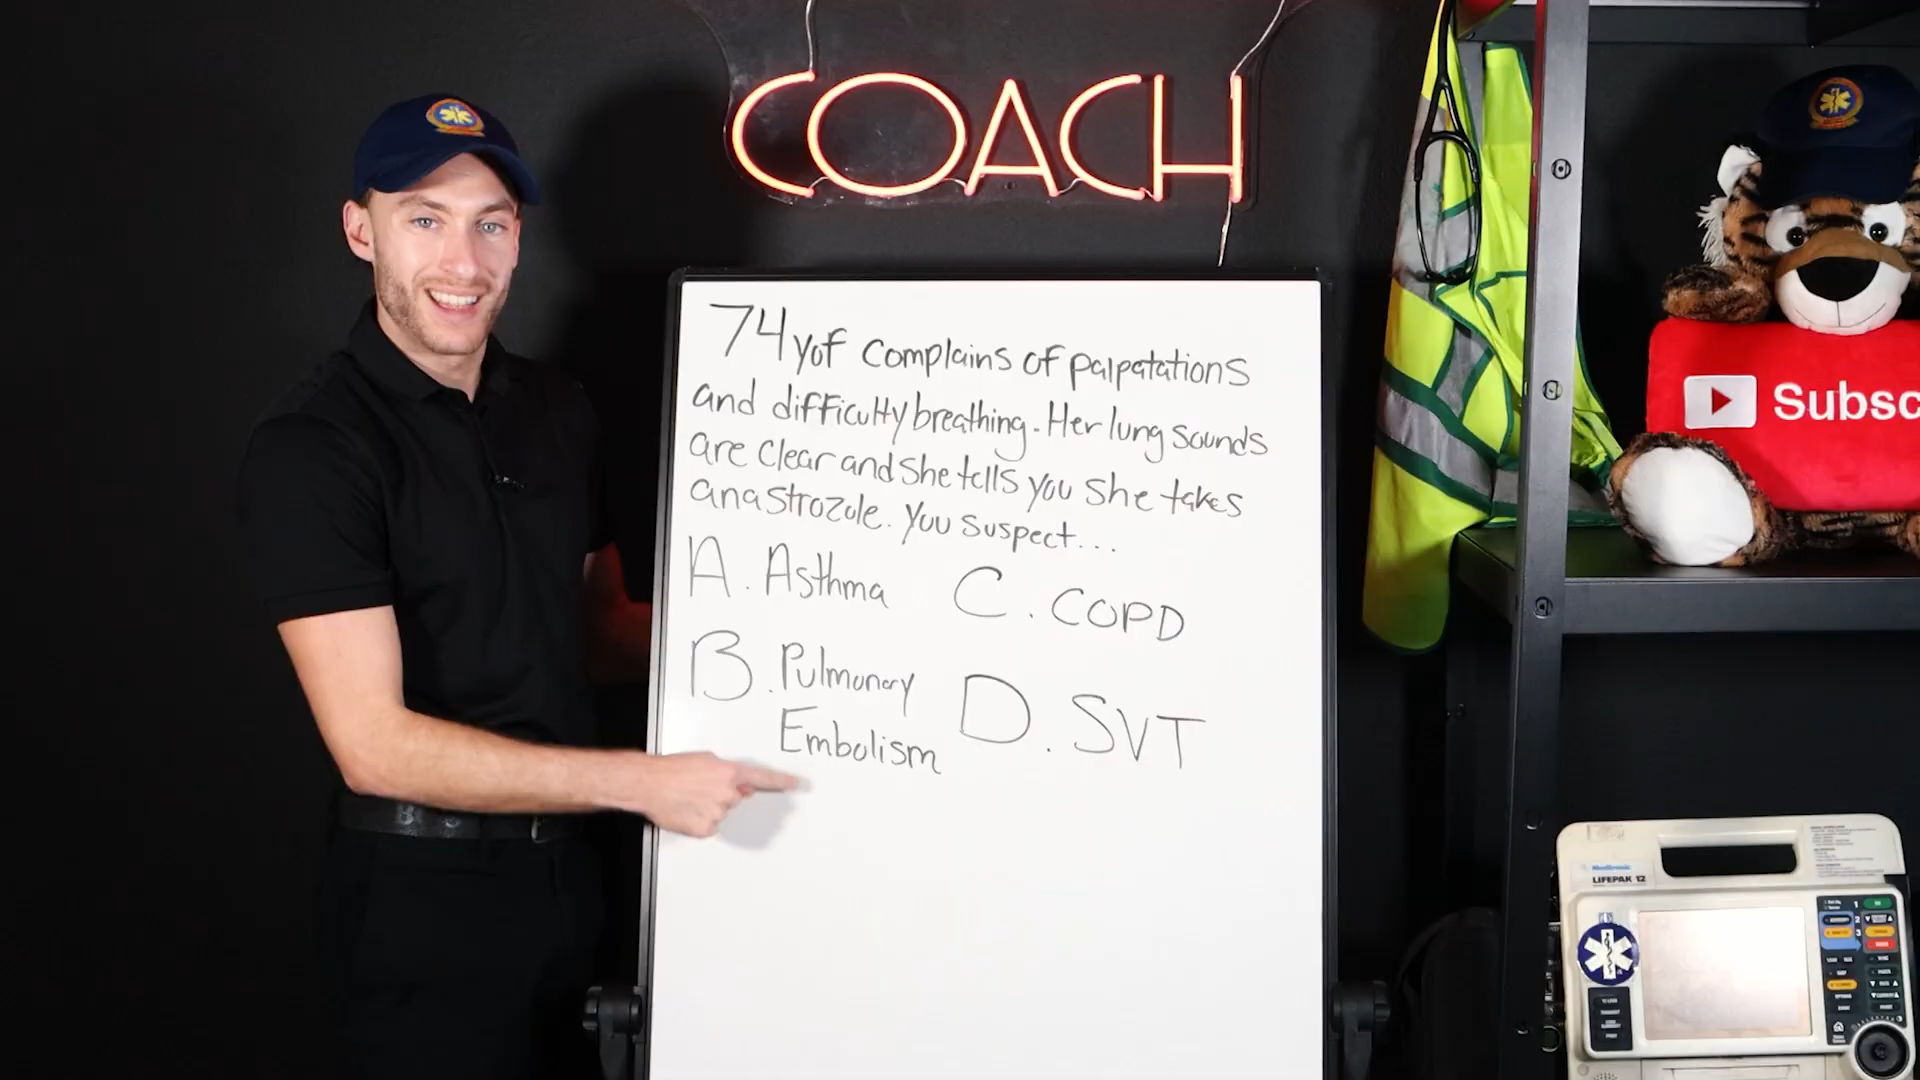 COACH
74 yof complains of palpatations
and difficulty breathing. Her lung sounds
are clear and she tells you she takes
anastrozole. You suspect...
A. Asthma C. COPD
B. Pulmonary
Embolism D. SVT
Subsc
LIFEPAK 12